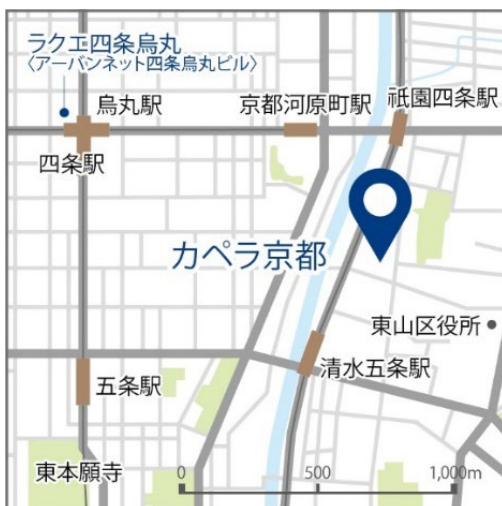 ラクエ四条烏丸
〈アーバンネット四条烏丸ビル〉
烏丸駅
京都河原町駅
祇園四条駅
四条駅
カペラ京都
東山区役所
清水五条駅
五条駅
東本願寺
0 500 1,000m